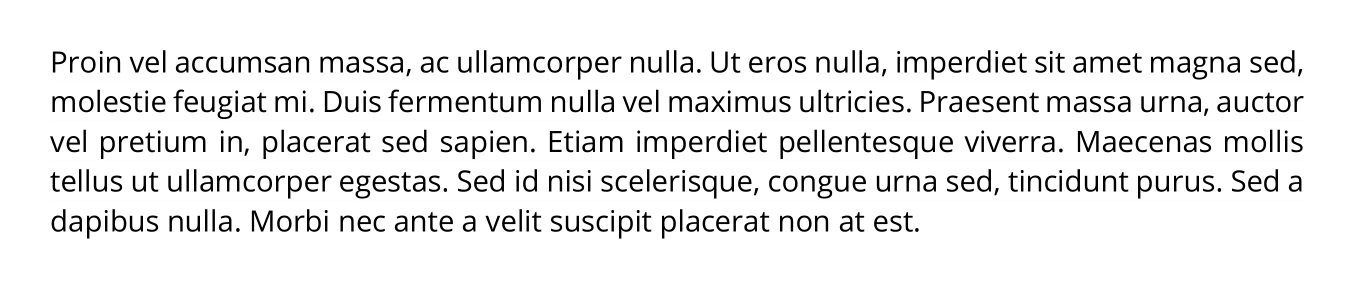 Proin vel accumsan massa, ac ullamcorper nulla. Ut eros nulla, imperdiet sit amet magna sed,
molestie feugiat mi. Duis fermentum nulla vel maximus ultricies. Praesent massa urna, auctor
vel pretium in, placerat sed sapien. Etiam imperdiet pellentesque viverra. Maecenas mollis
tellus ut ullamcorper egestas. Sed id nisi scelerisque, congue urna sed, tincidunt purus. Sed a
dapibus nulla. Morbi nec ante a velit suscipit placerat non at est.